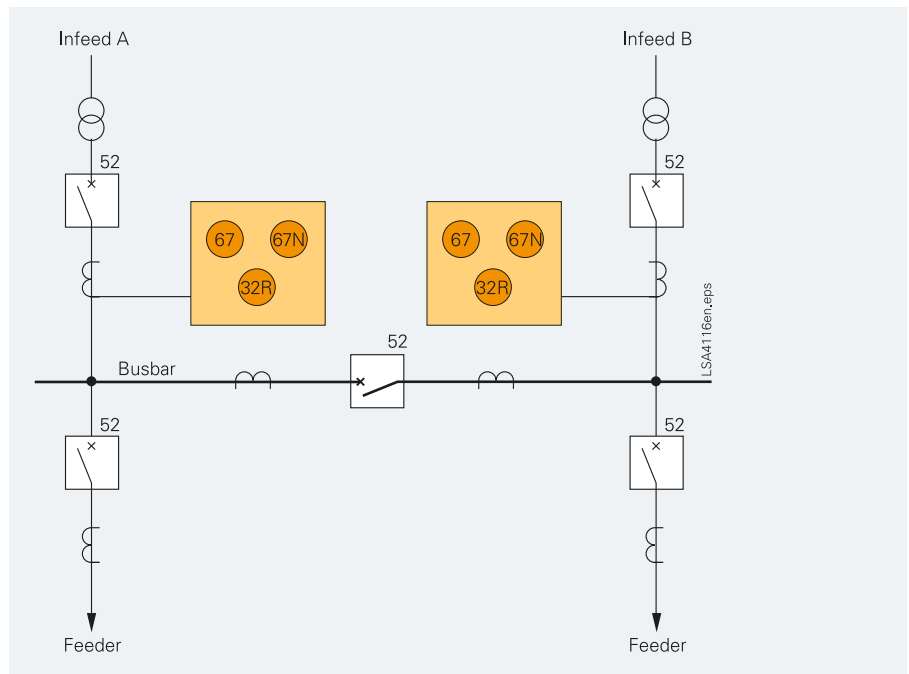 Infeed A
Infeed B
52
52
67
67N
32R
67
67N
32R
52
Busbar
LSA4116en.eps
52
52
Feeder
Feeder